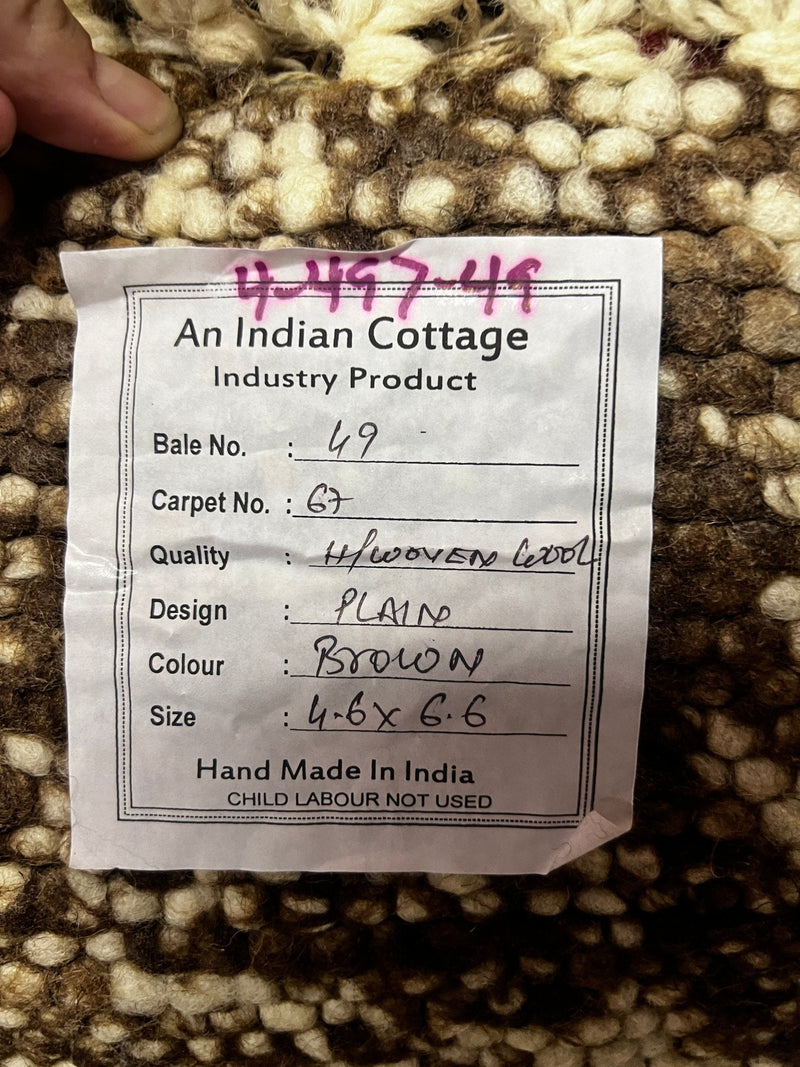 4-497-49
An Indian Cottage
Industry Product
Bale No. : 49 -
Carpet No. : 67
Quality : H/WOVEN WOOL
Design : PLAIN
Colour : BROWN
Size : 4.6 x 6.6
Hand Made In India
CHILD LABOUR NOT USED